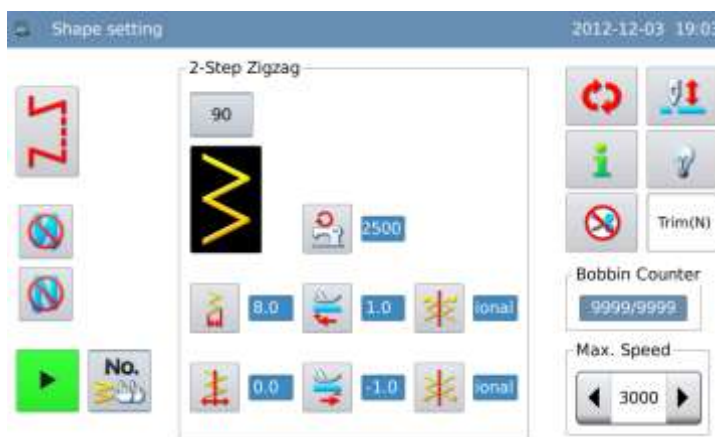 Shape setting
2012-12-03 19:03
2-Step Zigzag
90
2500
8.0
1.0
ional
0.0
-1.0
ional
No.
Trim(N)
Bobbin Counter
9999/9999
Max. Speed
3000